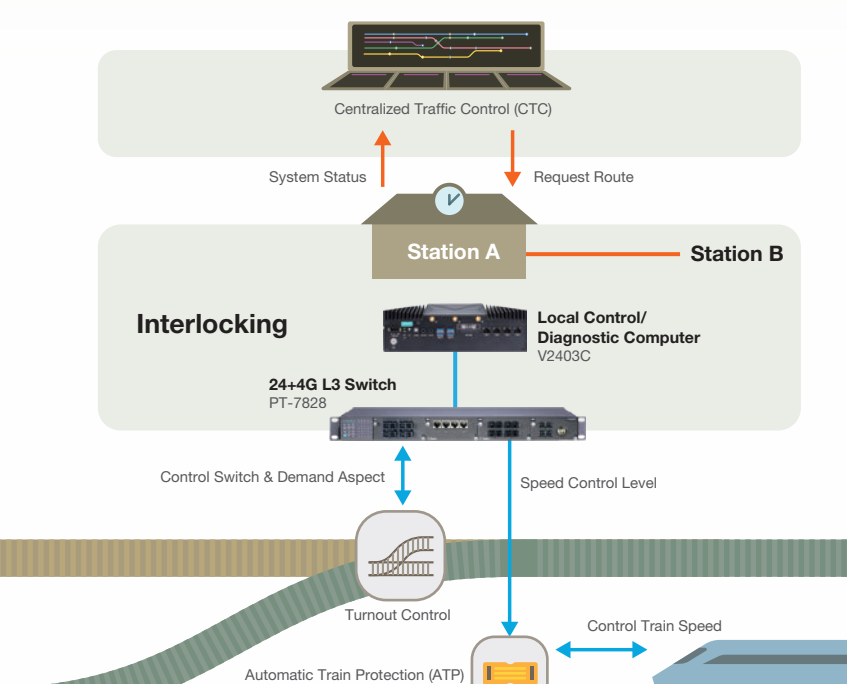 Centralized Traffic Control (CTC)
System Status
Request Route
Station A
Station B
Interlocking
Local Control/
Diagnostic Computer
V2403C
24+4G L3 Switch
PT-7828
Control Switch & Demand Aspect
Speed Control Level
Turnout Control
Control Train Speed
Automatic Train Protection (ATP)